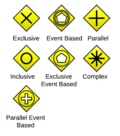 Exclusive Event Based Parallel
Inclusive Exclusive Complex
Event Based
Parallel Event
Based